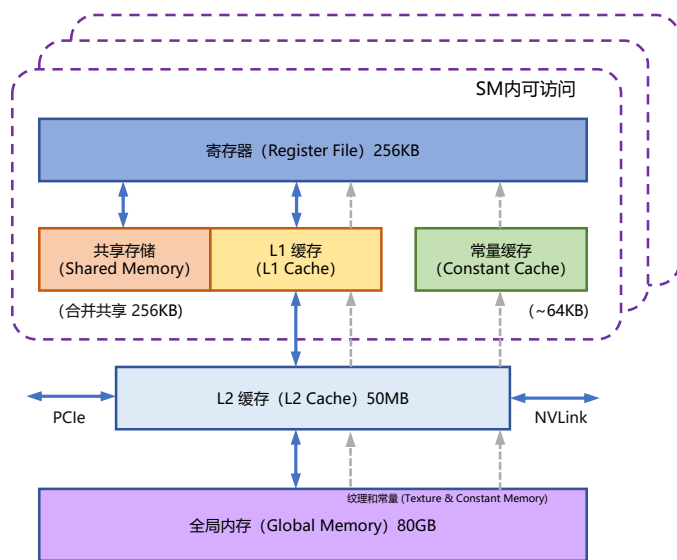 SM内可访问
寄存器（Register File）256KB
共享存储
(Shared Memory)
L1 缓存
(L1 Cache)
常量缓存
(Constant Cache)
(合并共享 256KB)
(~64KB)
L2 缓存（L2 Cache）50MB
PCIe
NVLink
纹理和常量 (Texture & Constant Memory)
全局内存（Global Memory）80GB